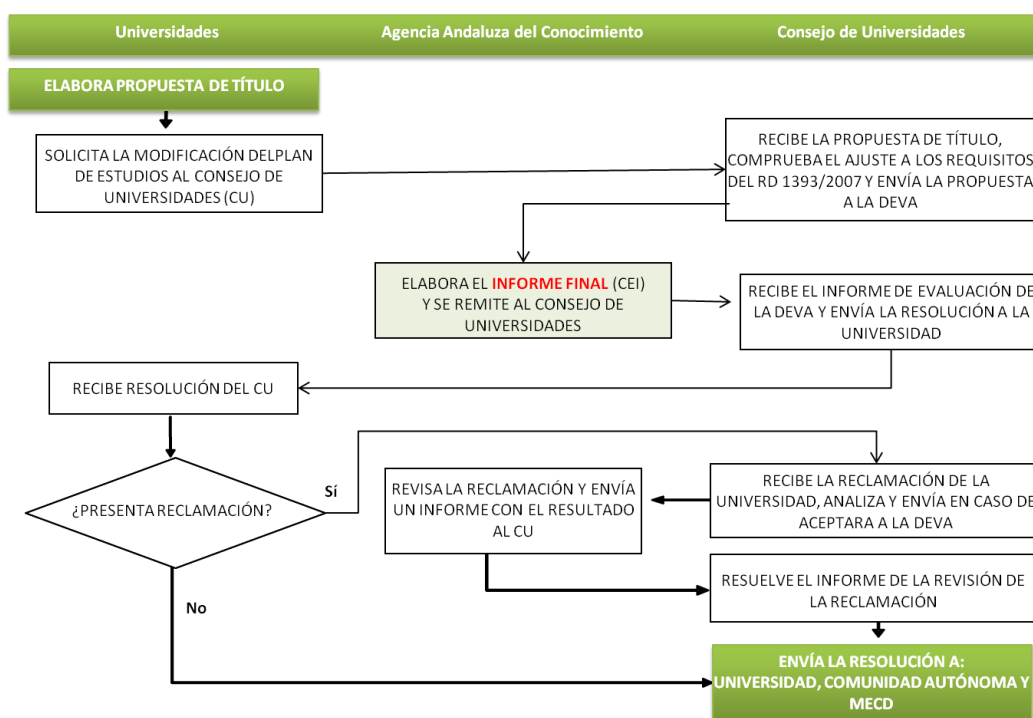 Universidades
Agencia Andaluza del Conocimiento
Consejo de Universidades
ELABORA PROPUESTA DE TÍTULO
SOLICITA LA MODIFICACIÓN DELPLAN
DE ESTUDIOS AL CONSEJO DE
UNIVERSIDADES (CU)
RECIBE LA PROPUESTA DE TÍTULO,
COMPRUEBA EL AJUSTE A LOS REQUISITOS
DEL RD 1393/2007 Y ENVÍA LA PROPUESTA
A LA DEVA
ELABORA EL INFORME FINAL (CEI)
Y SE REMITE AL CONSEJO DE
UNIVERSIDADES
RECIBE EL INFORME DE EVALUACIÓN DE
LA DEVA Y ENVÍA LA RESOLUCIÓN A LA
UNIVERSIDAD
RECIBE RESOLUCIÓN DEL CU
¿PRESENTA RECLAMACIÓN?
Sí
No
REVISA LA RECLAMACIÓN Y ENVÍA
UN INFORME CON EL RESULTADO
AL CU
RECIBE LA RECLAMACIÓN DE LA
UNIVERSIDAD, ANALIZA Y ENVÍA EN CASO DE
ACEPTARA A LA DEVA
RESUELVE EL INFORME DE LA REVISIÓN DE
LA RECLAMACIÓN
ENVÍA LA RESOLUCIÓN A:
UNIVERSIDAD, COMUNIDAD AUTÓNOMA Y
MECD